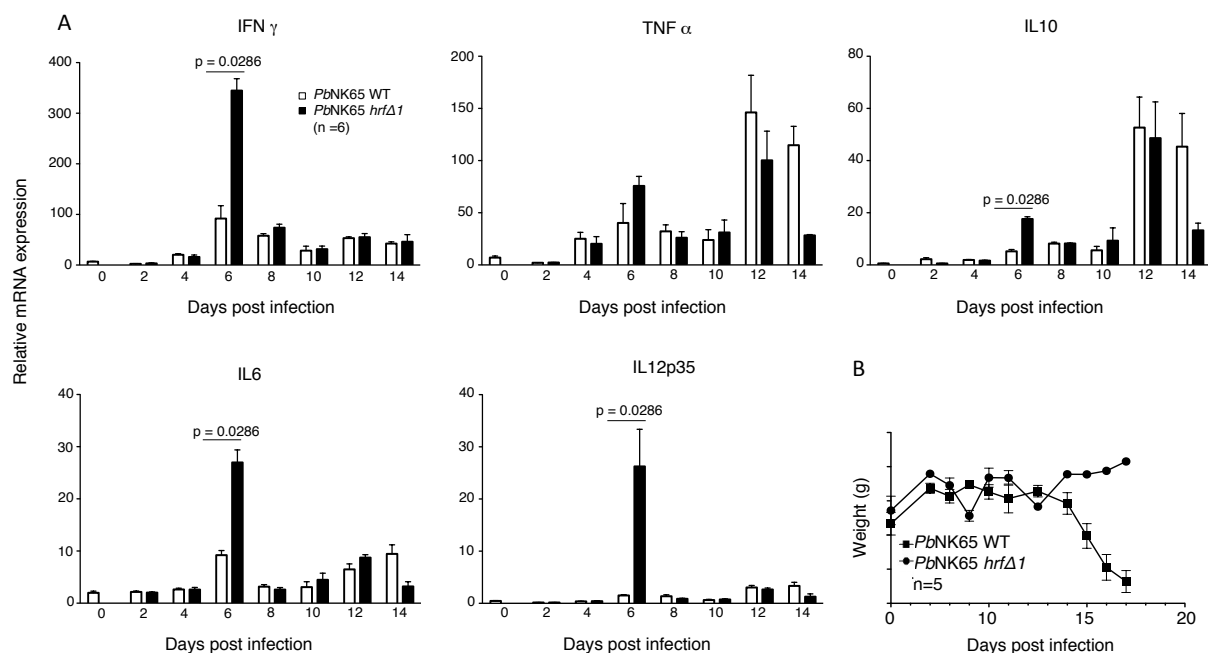 A
IFN γ
TNF α
IL10
Relative mRNA expression
400
300
200
100
0
p = 0.0286
PbNK65 WT
PbNK65 hrfΔ1
(n =6)
0 2 4 6 8 10 12 14
Days post infection
200
150
100
50
0
0 2 4 6 8 10 12 14
Days post infection
80
60
40
20
0
p = 0.0286
0 2 4 6 8 10 12 14
Days post infection
IL6
IL12p35
B
40
30
20
10
0
p = 0.0286
0 2 4 6 8 10 12 14
Days post infection
40
30
20
10
0
p = 0.0286
0 2 4 6 8 10 12 14
Days post infection
Weight (g)
PbNK65 WT
PbNK65 hrfΔ1
n=5
0 5 10 15 20
Days post infection